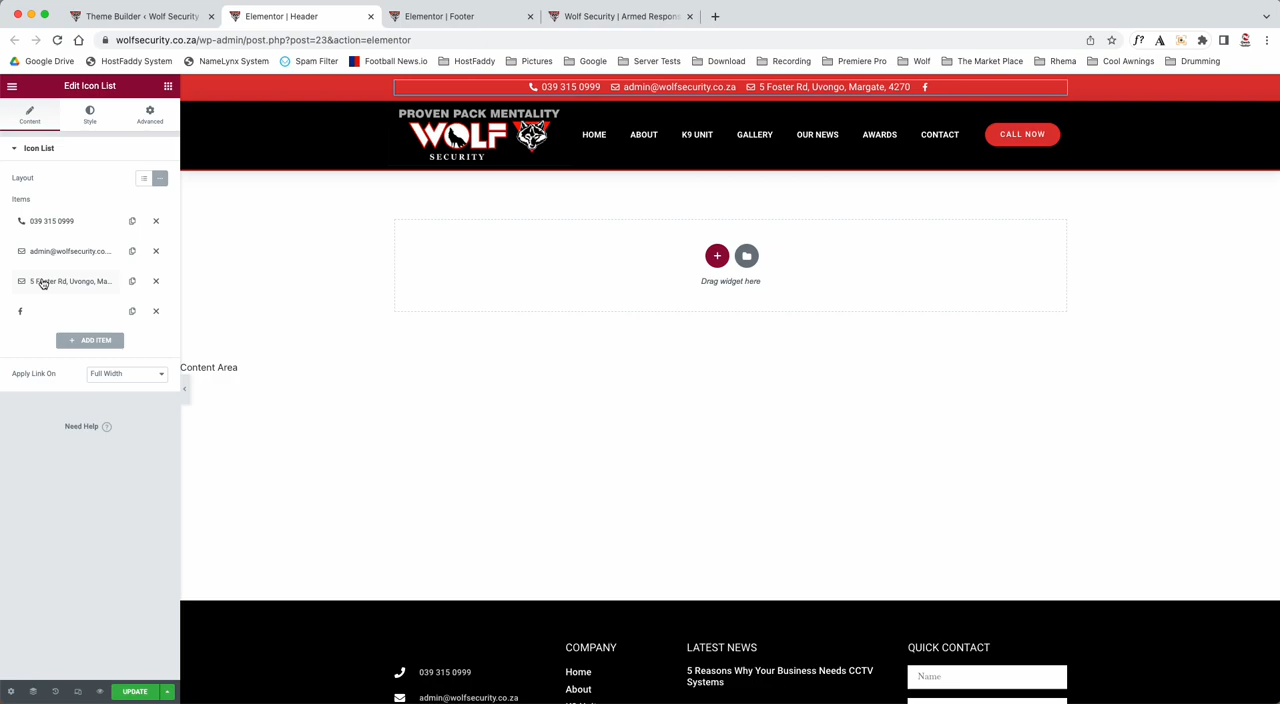 Theme Builder ‹ Wolf Security
Elementor | Header
Elementor | Footer
Wolf Security | Armed Respons
wolfsecurity.co.za/wp-admin/post.php?post=23&action=elementor
Google Drive
HostFaddy System
NameLynx System
Spam Filter
Football News.io
HostFaddy
Pictures
Google
Server Tests
Download
Recording
Premiere Pro
Wolf
The Market Place
Rhema
Cool Awnings
Drumming
Edit Icon List
Content
Style
Advanced
Icon List
Layout
Items
039 315 0999
admin@wolfsecurity.co...
5 Foster Rd, Uvongo, Ma...
ADD ITEM
Apply Link On
Full Width
Need Help ?
UPDATE
039 315 0999
admin@wolfsecurity.co.za
5 Foster Rd, Uvongo, Margate, 4270
PROVEN PACK MENTALITY
WOLF
SECURITY
HOME
ABOUT
K9 UNIT
GALLERY
OUR NEWS
AWARDS
CONTACT
CALL NOW
Drag widget here
Content Area
039 315 0999
admin@wolfsecurity.co.za
COMPANY
Home
About
LATEST NEWS
5 Reasons Why Your Business Needs CCTV
Systems
QUICK CONTACT
Name